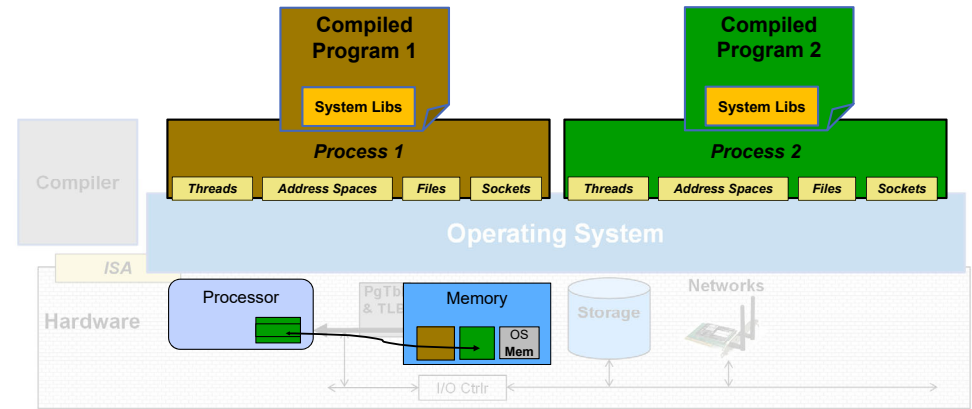 Compiled
Program 1
System Libs
Compiled
Program 2
System Libs
Compiler
Process 1
Threads
Address Spaces
Files
Sockets
Process 2
Threads
Address Spaces
Files
Sockets
Operating System
ISA
Hardware
Processor
PgTbl
& TLB
Memory
OS
Mem
Storage
Networks
I/O Ctrlr